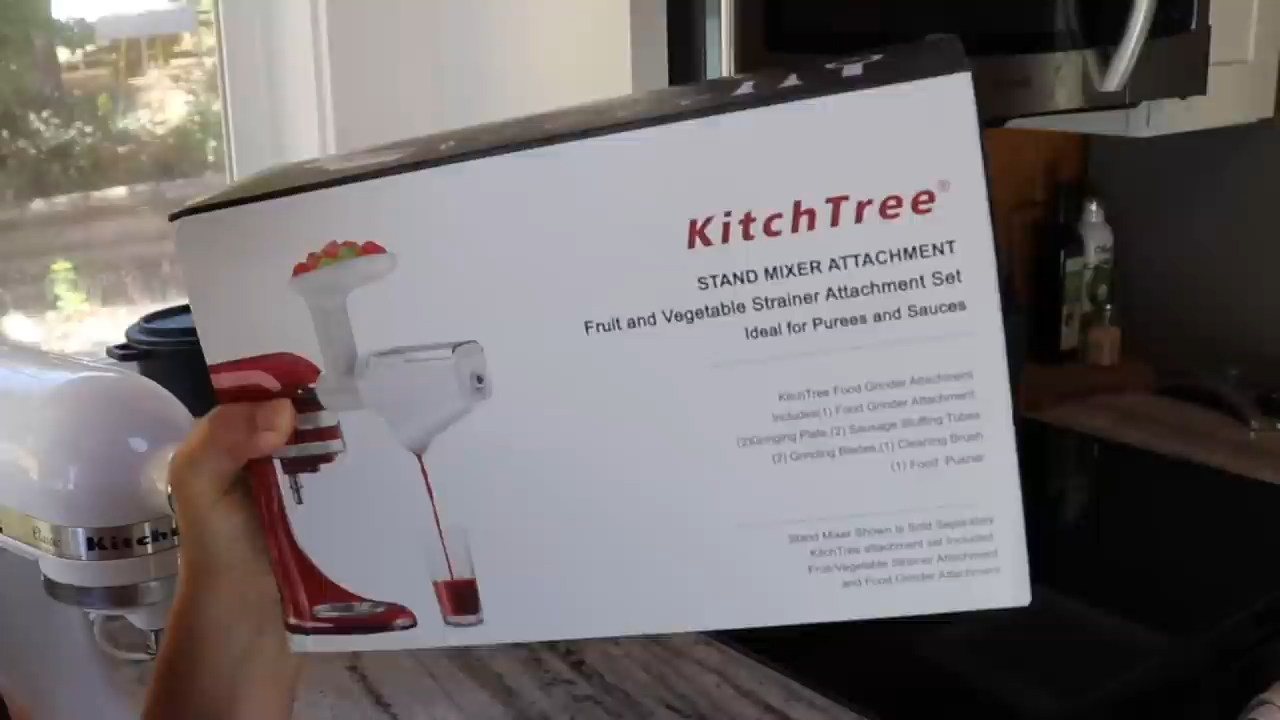 KitchTree®
STAND MIXER ATTACHMENT
Fruit and Vegetable Strainer Attachment Set
Ideal for Purees and Sauces
KitchTree Food Grinder Attachment
Includes(1) Food Grinder Attachment
(2)Gringing Plate,(2) Sausage Stuffing Tubes
(2) Grinding Blades,(1) Cleaning Brush
(1) Food Pusher
Stand Mixer Shown is Sold Separately
KitchTree attachment set Included
Fruit/Vegetable Strainer Attachment
and Food Grinder Attachment
Classic
Kitch